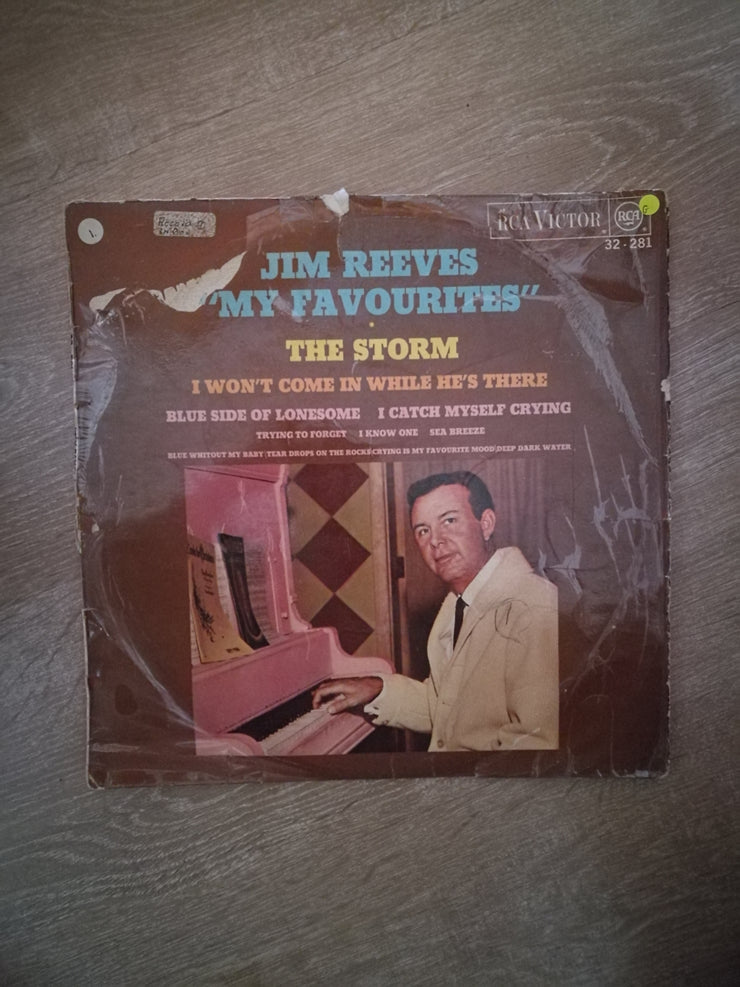 1.
RCA VICTOR RCA G
32-281
JIM REEVES
"MY FAVOURITES"
THE STORM
I WON'T COME IN WHILE HE'S THERE
BLUE SIDE OF LONESOME I CATCH MYSELF CRYING
TRYING TO FORGET I KNOW ONE SEA BREEZE
BLUE WHITOUT MY BABY TEAR DROPS ON THE ROCKS CRYING IS MY FAVOURITE MOOD DEEP DARK WATER